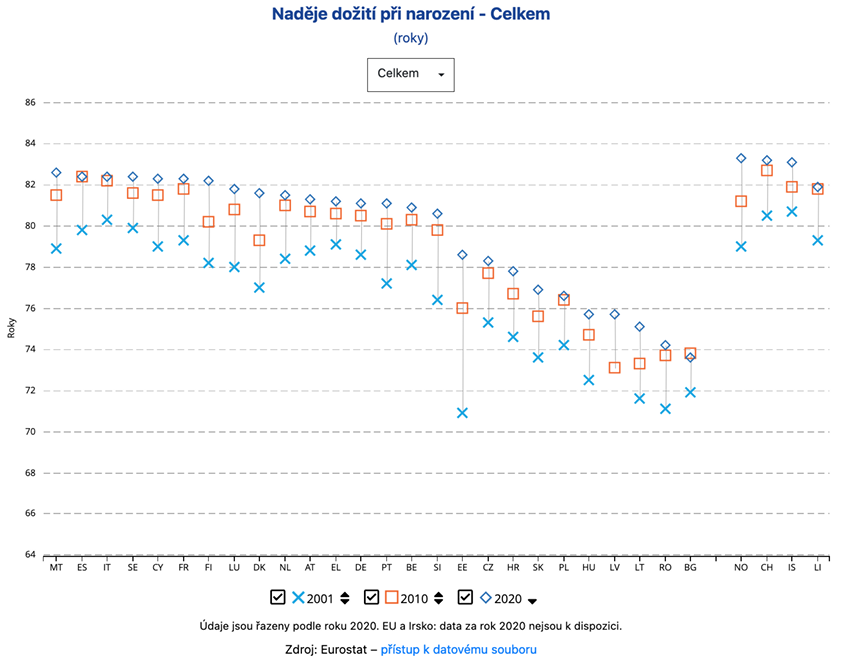 Naděje dožití při narození - Celkem
(roky)
Celkem
86
84
82
80
78
76
74
72
70
68
66
64
Roky
MT ES IT SE CY FR FI LU DK NL AT EL DE PT BE SI EE CZ HR SK PL HU LV LT RO BG NO CH IS LI
2001 2010 2020
Údaje jsou řazeny podle roku 2020. EU a Irsko: data za rok 2020 nejsou k dispozici.
Zdroj: Eurostat – přístup k datovému souboru